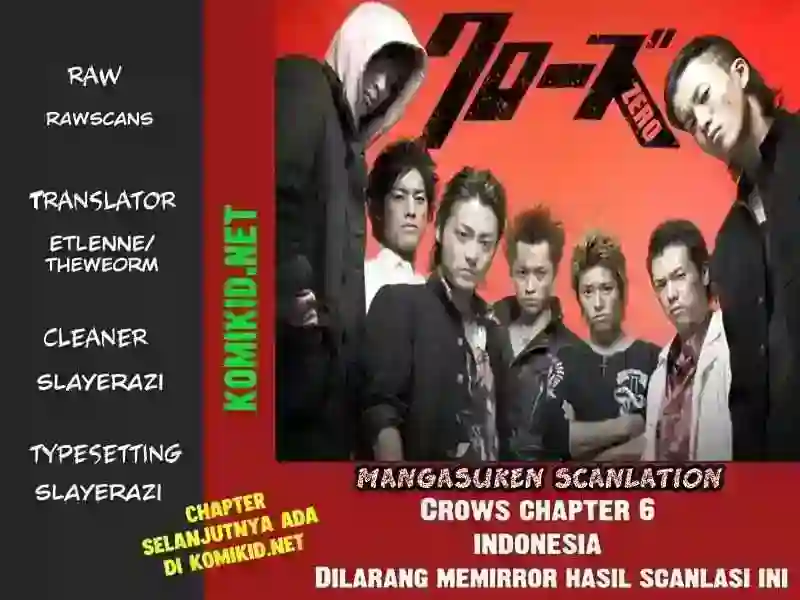 RAW
RAWSCANS
TRANSLATOR
ETLENNE/
THEWEORM
CLEANER
SLAYERAZI
TYPESETTING
SLAYERAZI
KOMIKID.NET
クローズ
ZERO
MANGASUKEN SCANLATION
CROWS CHAPTER 6
INDONESIA
DILARANG MEMIRROR HASIL SCANLASI INI
CHAPTER
SELANJUTNYA ADA
DI KOMIKID.NET